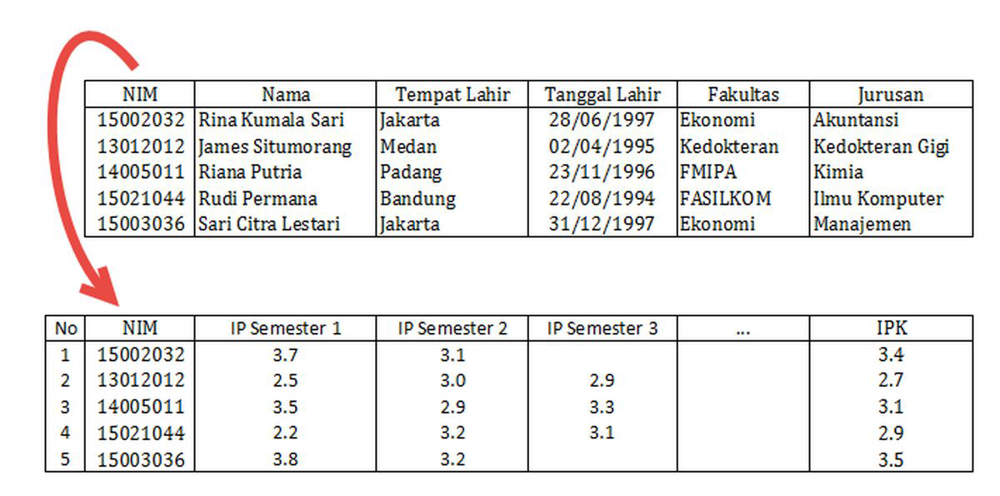 NIM Nama Tempat Lahir Tanggal Lahir Fakultas Jurusan
15002032 Rina Kumala Sari Jakarta 28/06/1997 Ekonomi Akuntansi
13012012 James Situmorang Medan 02/04/1995 Kedokteran Kedokteran Gigi
14005011 Riana Putria Padang 23/11/1996 FMIPA Kimia
15021044 Rudi Permana Bandung 22/08/1994 FASILKOM Ilmu Komputer
15003036 Sari Citra Lestari Jakarta 31/12/1997 Ekonomi Manajemen
No NIM IP Semester 1 IP Semester 2 IP Semester 3 ... IPK
1 15002032 3.7 3.1 3.4
2 13012012 2.5 3.0 2.9 2.7
3 14005011 3.5 2.9 3.3 3.1
4 15021044 2.2 3.2 3.1 2.9
5 15003036 3.8 3.2 3.5